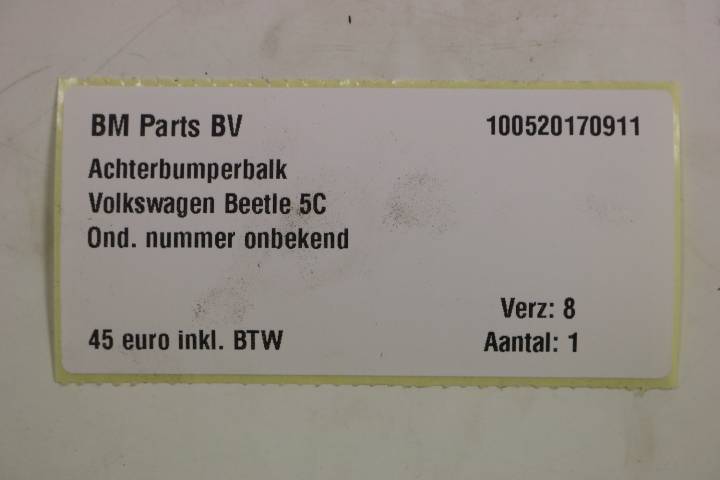 BM Parts BV 100520170911
Achterbumperbalk
Volkswagen Beetle 5C
Ond. nummer onbekend
Verz: 8
45 euro inkl. BTW Aantal: 1